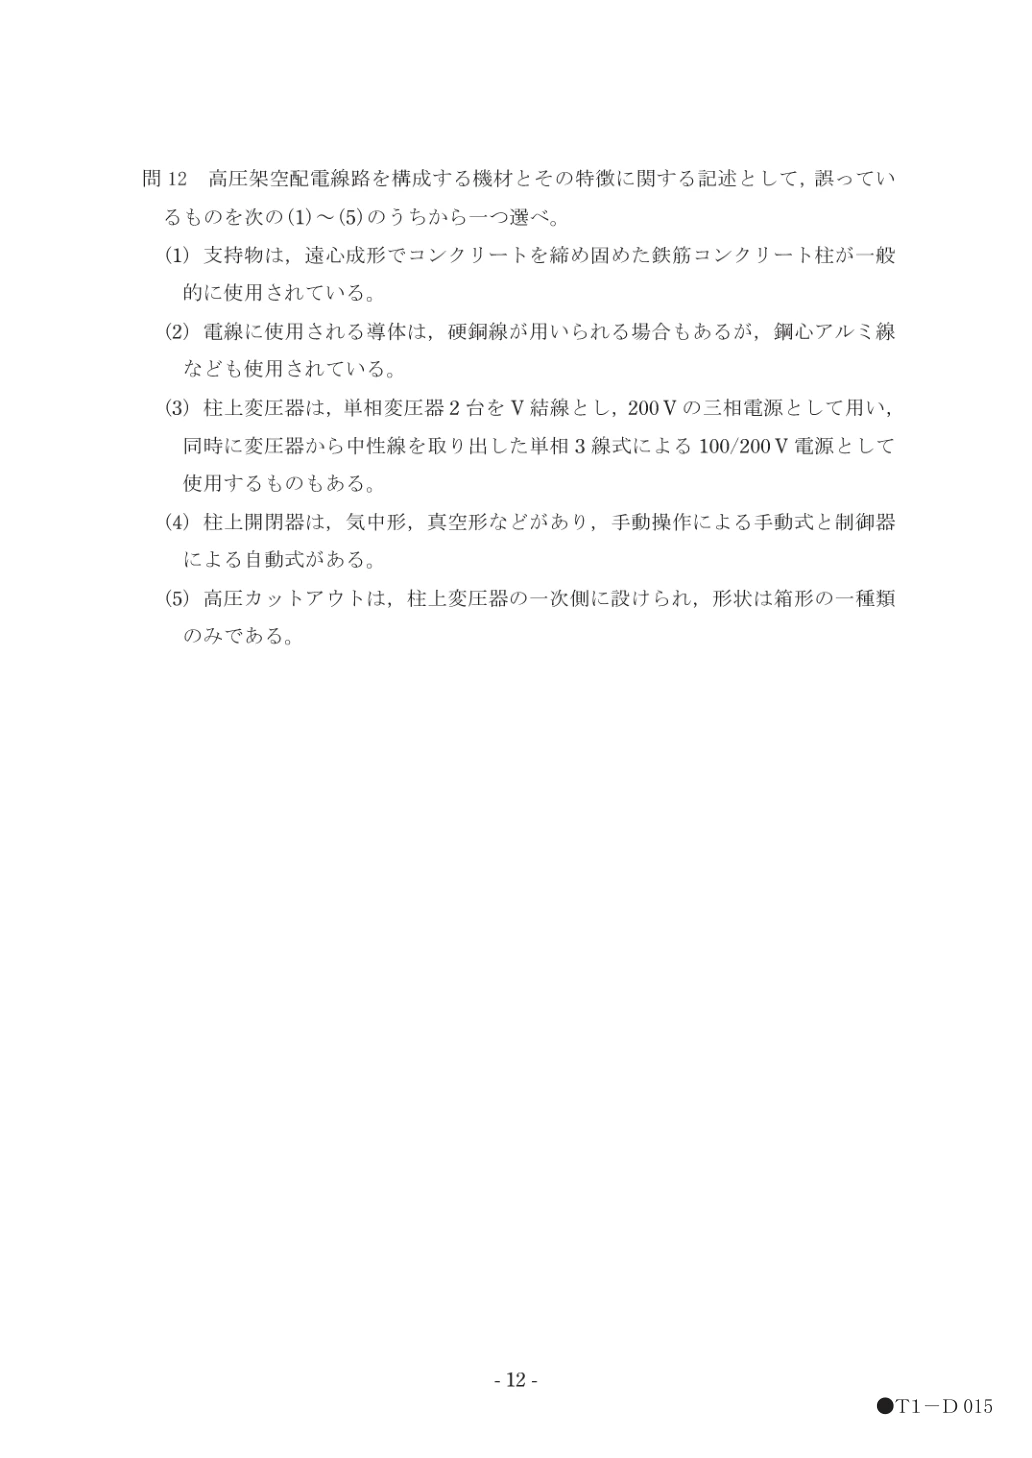 問 12　高圧架空配電線路を構成する機材とその特徴に関する記述として，誤ってい
るものを次の(1)～(5)のうちから一つ選べ。
(1)　支持物は，遠心成形でコンクリートを締め固めた鉄筋コンクリート柱が一般
的に使用されている。
(2)　電線に使用される導体は，硬銅線が用いられる場合もあるが，鋼心アルミ線
なども使用されている。
(3)　柱上変圧器は，単相変圧器 2 台を V 結線とし，200 V の三相電源として用い，
同時に変圧器から中性線を取り出した単相 3 線式による 100/200 V 電源として
使用するものもある。
(4)　柱上開閉器は，気中形，真空形などがあり，手動操作による手動式と制御器
による自動式がある。
(5)　高圧カットアウトは，柱上変圧器の一次側に設けられ，形状は箱形の一種類
のみである。
- 12 -
●T1－D 015